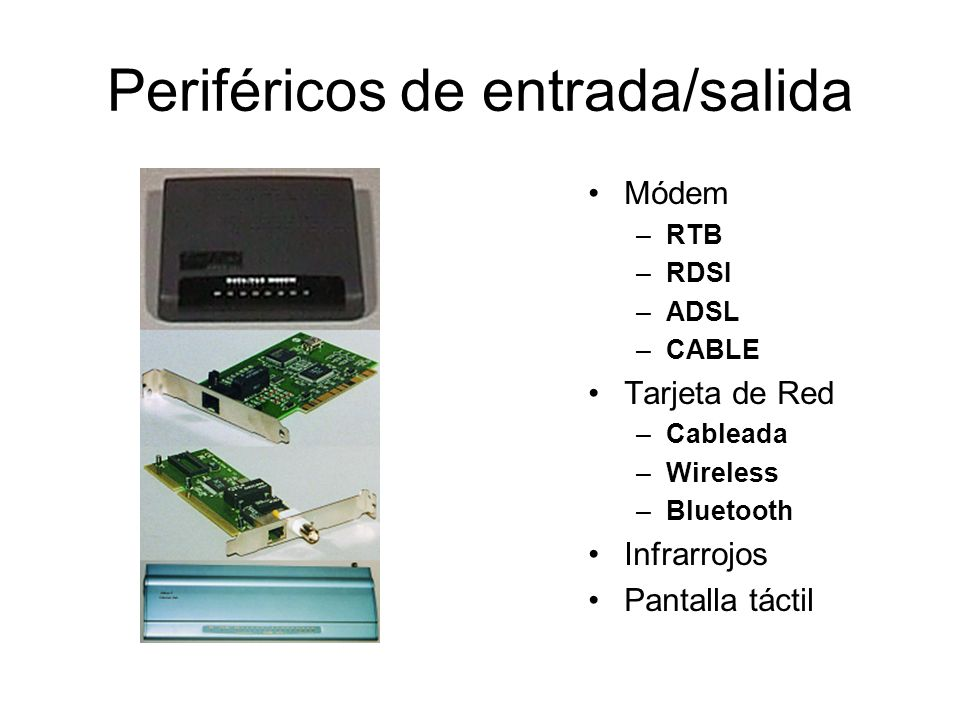 Periféricos de entrada/salida
• Módem
– RTB
– RDSI
– ADSL
– CABLE
• Tarjeta de Red
– Cableada
– Wireless
– Bluetooth
• Infrarrojos
• Pantalla táctil